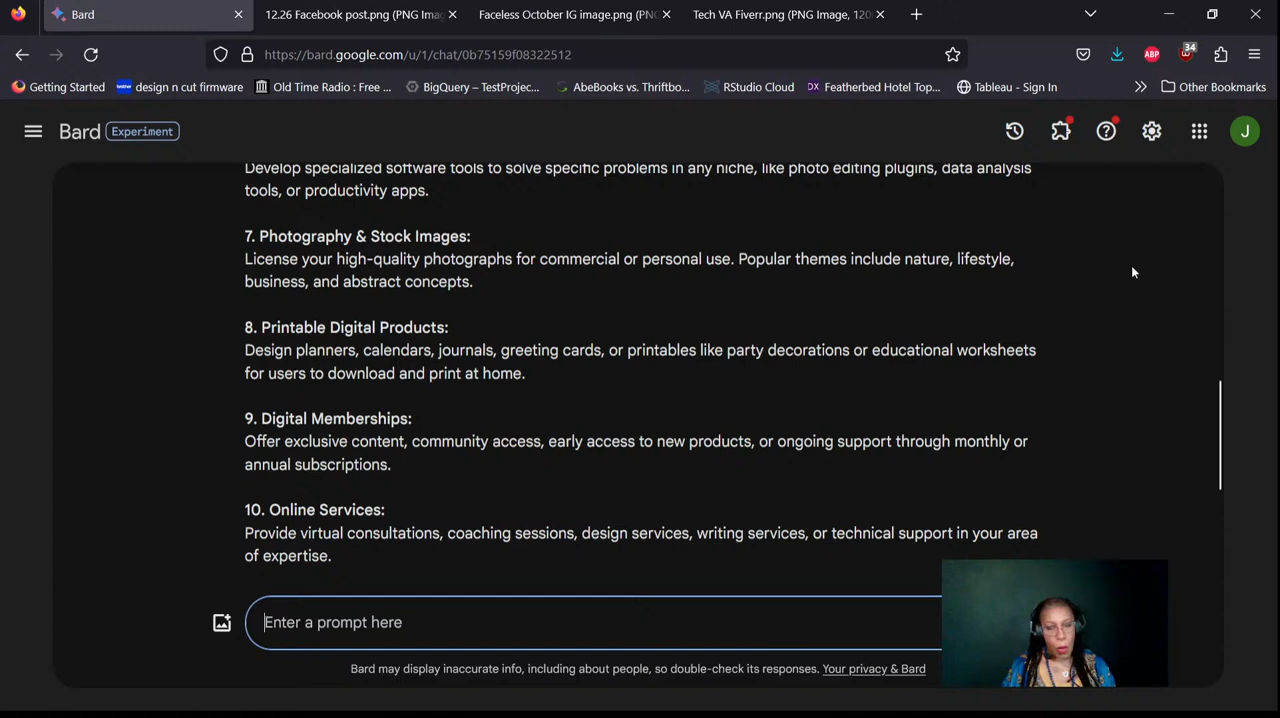 Bard
12.26 Facebook post.png (PNG Imag
Faceless October IG image.png (PNG
Tech VA Fiverr.png (PNG Image, 120
https://bard.google.com/u/1/chat/0b75159f08322512
ABP
34
Getting Started
brother
design n cut firmware
Old Time Radio : Free ...
BigQuery – TestProjec...
AbeBooks vs. Thriftbo...
RStudio Cloud
DX
Featherbed Hotel Top...
Tableau - Sign In
Other Bookmarks
Bard
Experiment
J
Develop specialized software tools to solve specific problems in any niche, like photo editing plugins, data analysis
tools, or productivity apps.
7. Photography & Stock Images:
License your high-quality photographs for commercial or personal use. Popular themes include nature, lifestyle,
business, and abstract concepts.
8. Printable Digital Products:
Design planners, calendars, journals, greeting cards, or printables like party decorations or educational worksheets
for users to download and print at home.
9. Digital Memberships:
Offer exclusive content, community access, early access to new products, or ongoing support through monthly or
annual subscriptions.
10. Online Services:
Provide virtual consultations, coaching sessions, design services, writing services, or technical support in your area
of expertise.
Enter a prompt here
Bard may display inaccurate info, including about people, so double-check its responses. Your privacy & Bard